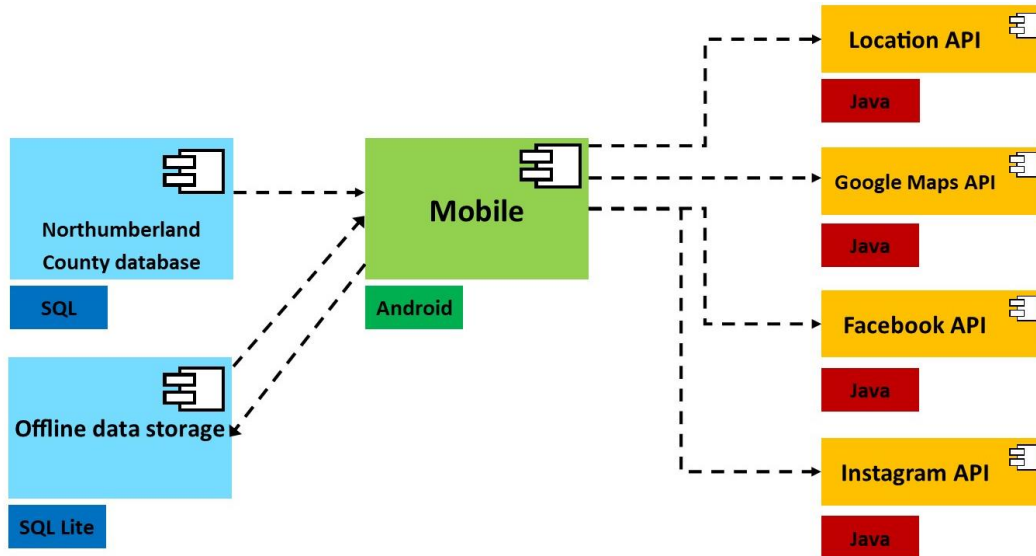 Location API
Java
Google Maps API
Java
Northumberland
County database
SQL
Mobile
Android
Facebook API
Java
Offline data storage
SQL Lite
Instagram API
Java